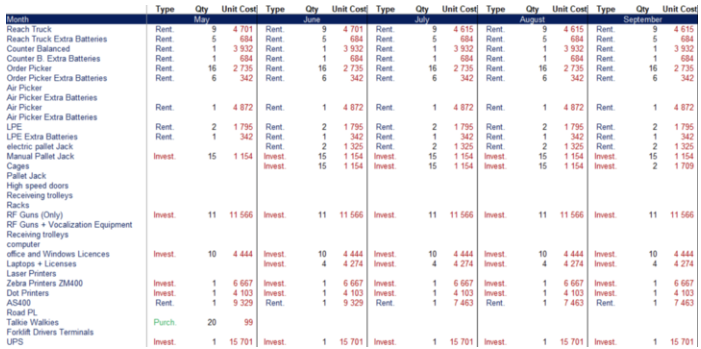 Type Qty Unit Cost Type Qty Unit Cost Type Qty Unit Cost Type Qty Unit Cost Type Qty Unit Cost
Month May June July August September
Reach Truck Rent. 9 4 701 Rent. 9 4 701 Rent. 9 4 615 Rent. 9 4 615 Rent. 9 4 615
Reach Truck Extra Batteries Rent. 5 684 Rent. 5 684 Rent. 5 684 Rent. 5 684 Rent. 5 684
Counter Balanced Rent. 1 3 932 Rent. 1 3 932 Rent. 1 3 932 Rent. 1 3 932 Rent. 1 3 932
Counter B. Extra Batteries Rent. 1 684 Rent. 1 684 Rent. 1 684 Rent. 1 684 Rent. 1 684
Order Picker Rent. 16 2 735 Rent. 16 2 735 Rent. 16 2 735 Rent. 16 2 735 Rent. 16 2 735
Order Picker Extra Batteries Rent. 6 342 Rent. 6 342 Rent. 6 342 Rent. 6 342 Rent. 6 342
Air Picker
Air Picker Extra Batteries
Air Picker Rent. 1 4 872 Rent. 1 4 872 Rent. 1 4 872 Rent. 1 4 872 Rent. 1 4 872
Air Picker Extra Batteries
LPE Rent. 2 1 795 Rent. 2 1 795 Rent. 2 1 795 Rent. 2 1 795 Rent. 2 1 795
LPE Extra Batteries Rent. 1 342 Rent. 1 342 Rent. 1 342 Rent. 1 342 Rent. 1 342
electric pallet Jack Rent. 2 1 325 Rent. 2 1 325 Rent. 2 1 325 Rent. 2 1 325
Manual Pallet Jack Invest. 15 1 154 Invest. 15 1 154 Invest. 15 1 154 Invest. 15 1 154 Invest. 15 1 154
Cages Invest. 15 1 154 Invest. 15 1 154 Invest. 15 1 154 Invest. 2 1 709
Pallet Jack
High speed doors
Receiveing trolleys
Racks
RF Guns (Only) Invest. 11 11 566 Invest. 11 11 566 Invest. 11 11 566 Invest. 11 11 566 Invest. 11 11 566
RF Guns + Vocalization Equipment
Receiving trolleys
computer
office and Windows Licences Invest. 10 4 444 Invest. 10 4 444 Invest. 10 4 444 Invest. 10 4 444 Invest. 10 4 444
Laptops + Licenses Invest. 4 4 274 Invest. 4 4 274 Invest. 4 4 274 Invest. 4 4 274
Laser Printers
Zebra Printers ZM400 Invest. 1 6 667 Invest. 1 6 667 Invest. 1 6 667 Invest. 1 6 667 Invest. 1 6 667
Dot Printers Invest. 1 4 103 Invest. 1 4 103 Invest. 1 4 103 Invest. 1 4 103 Invest. 1 4 103
AS400 Rent. 1 9 329 Rent. 1 9 329 Rent. 1 7 463 Rent. 1 7 463 Rent. 1 7 463
Road PL
Talkie Walkies Purch. 20 99
Forklift Drivers Terminals
UPS Invest. 1 15 701 Invest. 1 15 701 Invest. 1 15 701 Invest. 1 15 701 Invest. 1 15 701